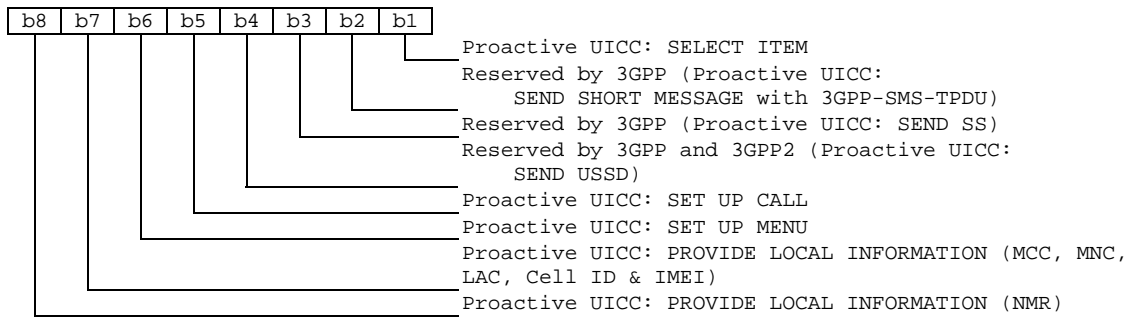 b8 b7 b6 b5 b4 b3 b2 b1
Proactive UICC: SELECT ITEM
Reserved by 3GPP (Proactive UICC:
SEND SHORT MESSAGE with 3GPP-SMS-TPDU)
Reserved by 3GPP (Proactive UICC: SEND SS)
Reserved by 3GPP and 3GPP2 (Proactive UICC:
SEND USSD)
Proactive UICC: SET UP CALL
Proactive UICC: SET UP MENU
Proactive UICC: PROVIDE LOCAL INFORMATION (MCC, MNC,
LAC, Cell ID & IMEI)
Proactive UICC: PROVIDE LOCAL INFORMATION (NMR)